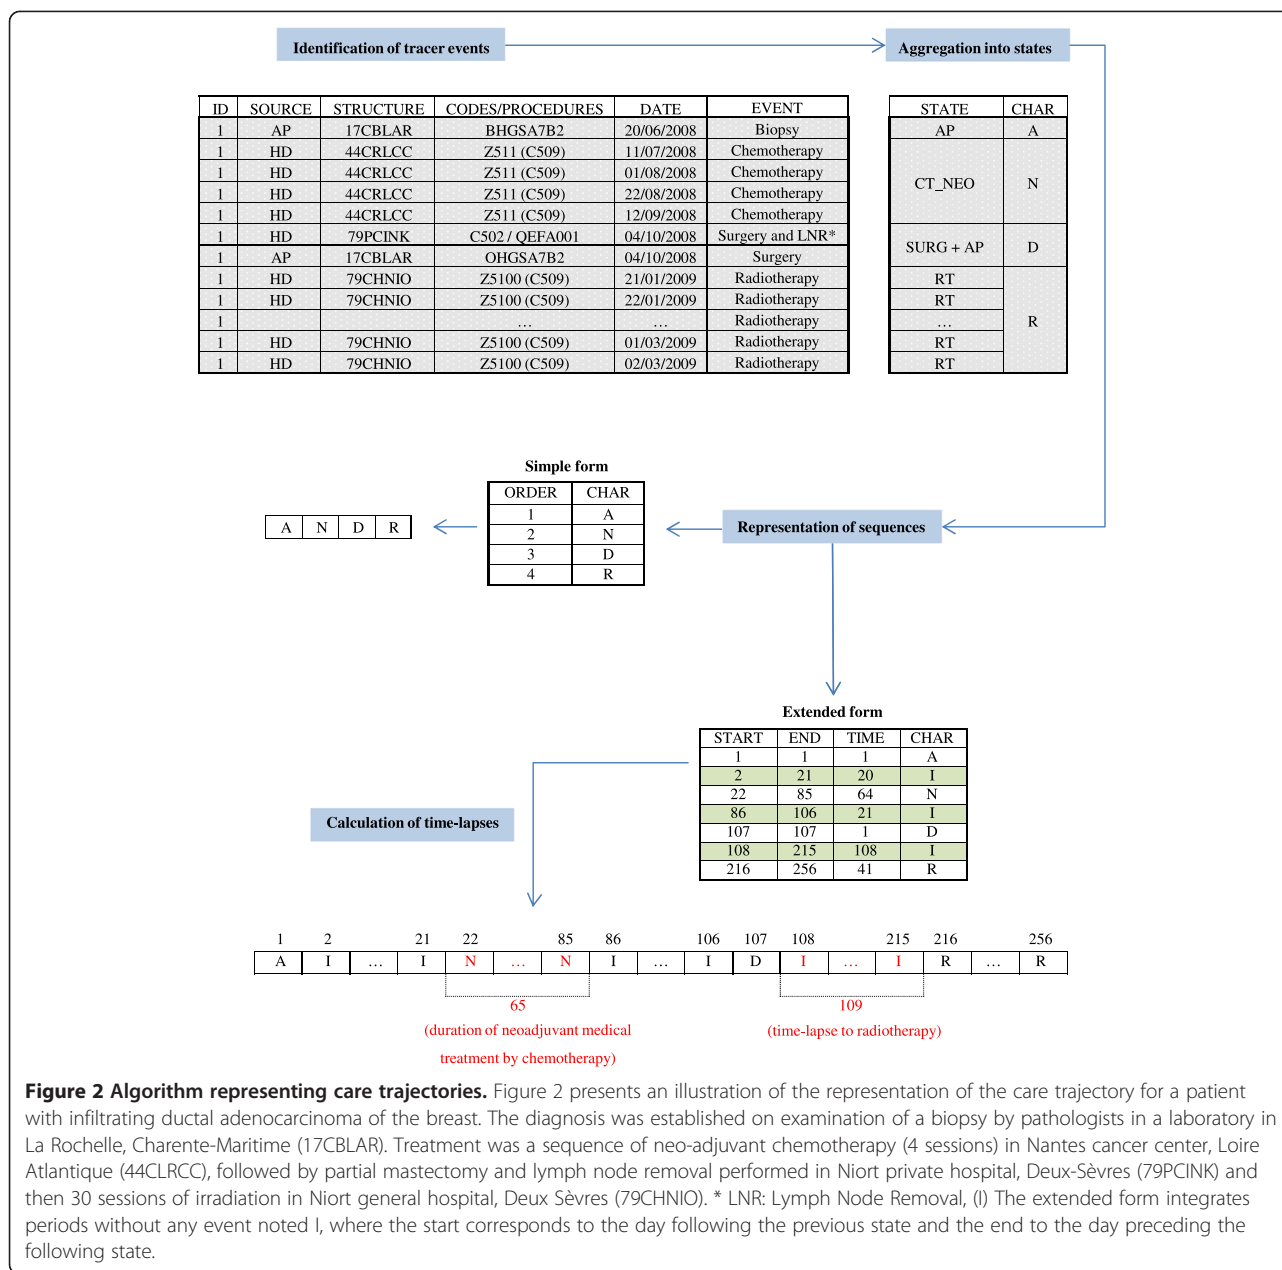 Identification of tracer events
Aggregation into states
ID SOURCE STRUCTURE CODES/PROCEDURES DATE EVENT
1 AP 17CBLAR BHGSA7B2 20/06/2008 Biopsy
1 HD 44CRLCC Z511 (C509) 11/07/2008 Chemotherapy
1 HD 44CRLCC Z511 (C509) 01/08/2008 Chemotherapy
1 HD 44CRLCC Z511 (C509) 22/08/2008 Chemotherapy
1 HD 44CRLCC Z511 (C509) 12/09/2008 Chemotherapy
1 HD 79PCINK C502 / QEFA001 04/10/2008 Surgery and LNR*
1 AP 17CBLAR OHGSA7B2 04/10/2008 Surgery
1 HD 79CHNIO Z5100 (C509) 21/01/2009 Radiotherapy
1 HD 79CHNIO Z5100 (C509) 22/01/2009 Radiotherapy
1 … … Radiotherapy
1 HD 79CHNIO Z5100 (C509) 01/03/2009 Radiotherapy
1 HD 79CHNIO Z5100 (C509) 02/03/2009 Radiotherapy
STATE CHAR
AP A
CT_NEO N
SURG + AP D
RT
RT
… R
RT
RT
Simple form
ORDER CHAR
1 A
2 N
3 D
4 R
A N D R
Representation of sequences
Extended form
START END TIME CHAR
1 1 1 A
2 21 20 I
22 85 64 N
86 106 21 I
107 107 1 D
108 215 108 I
216 256 41 R
Calculation of time-lapses
1 2 21 22 85 86 106 107 108 215 216 256
A I … I N … N I … I D I … I R … R
65
(duration of neoadjuvant medical
treatment by chemotherapy)
109
(time-lapse to radiotherapy)
Figure 2 Algorithm representing care trajectories. Figure 2 presents an illustration of the representation of the care trajectory for a patient
with infiltrating ductal adenocarcinoma of the breast. The diagnosis was established on examination of a biopsy by pathologists in a laboratory in
La Rochelle, Charente-Maritime (17CBLAR). Treatment was a sequence of neo-adjuvant chemotherapy (4 sessions) in Nantes cancer center, Loire
Atlantique (44CLRCC), followed by partial mastectomy and lymph node removal performed in Niort private hospital, Deux-Sèvres (79PCINK) and
then 30 sessions of irradiation in Niort general hospital, Deux Sèvres (79CHNIO). * LNR: Lymph Node Removal, (I) The extended form integrates
periods without any event noted I, where the start corresponds to the day following the previous state and the end to the day preceding the
following state.